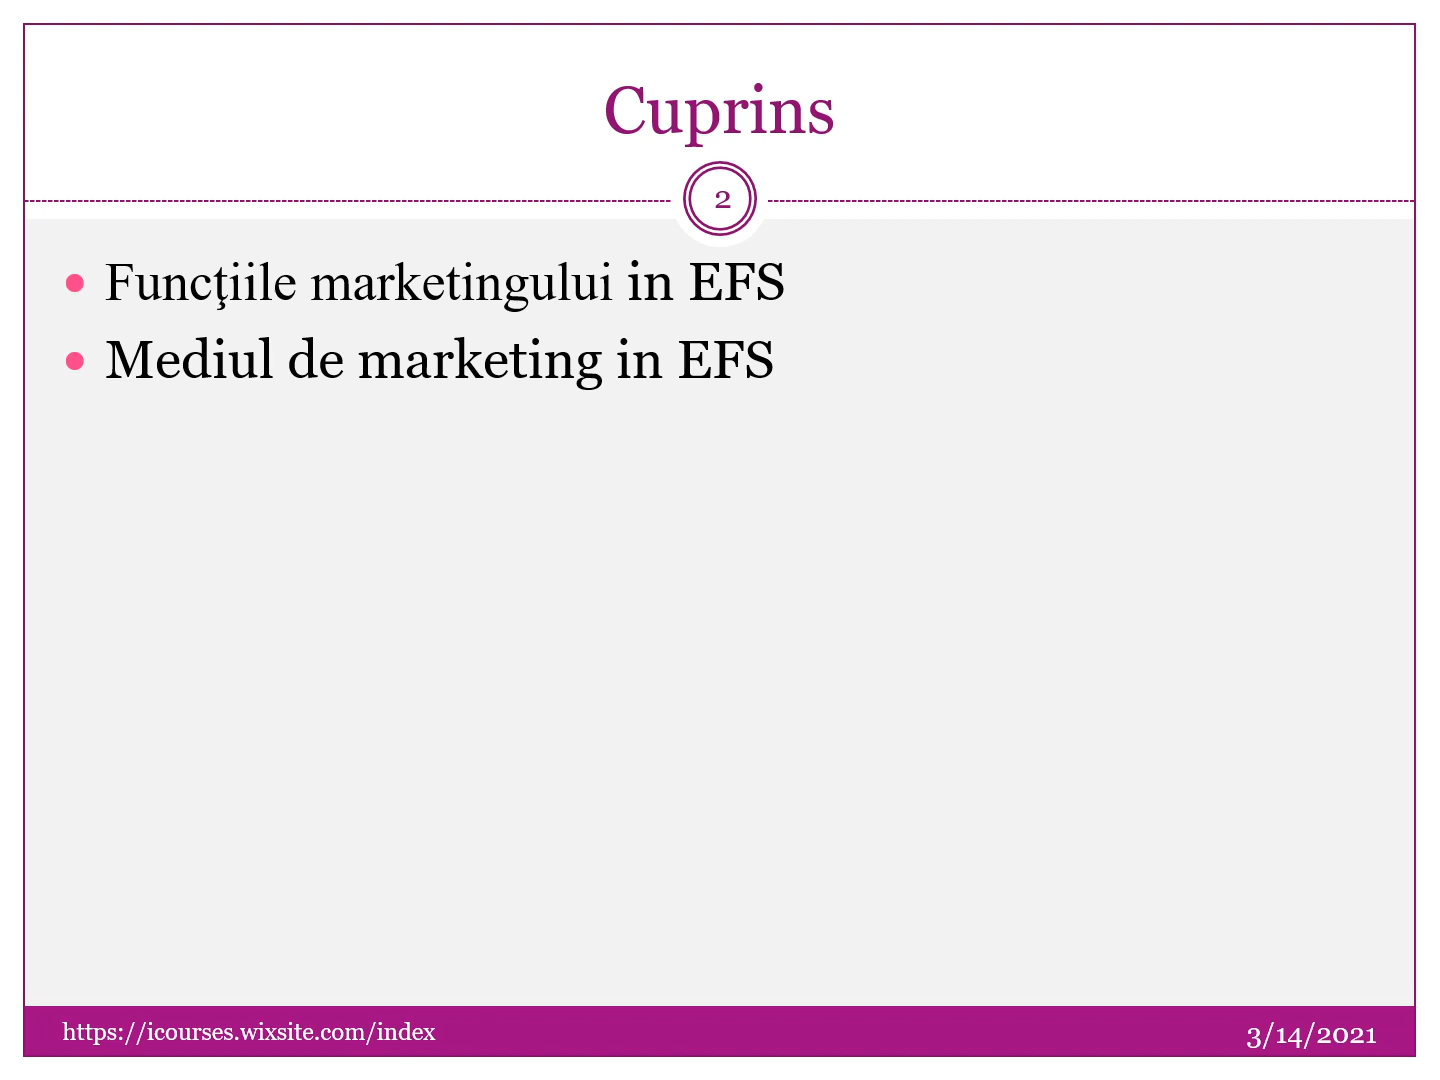 Cuprins
2
Funcţiile marketingului in EFS
Mediul de marketing in EFS
https://icourses.wixsite.com/index
3/14/2021